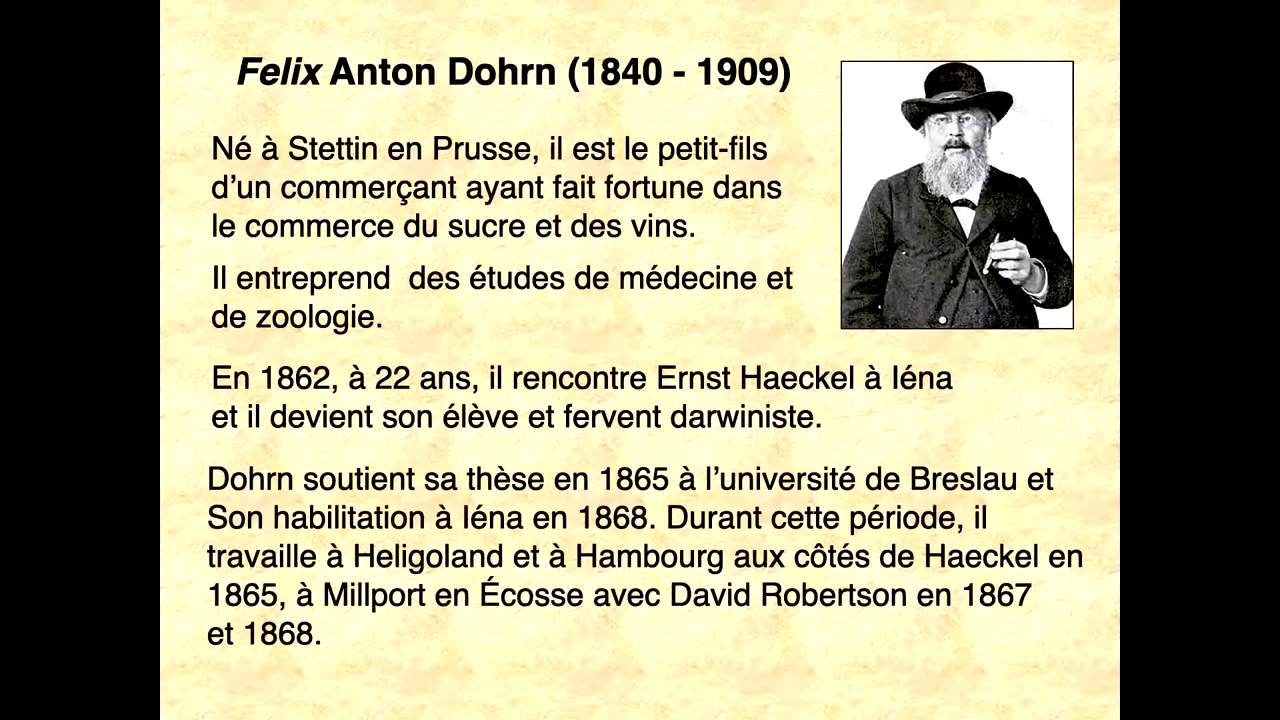 Felix Anton Dohrn (1840 - 1909)
Né à Stettin en Prusse, il est le petit-fils
d’un commerçant ayant fait fortune dans
le commerce du sucre et des vins.
Il entreprend  des études de médecine et
de zoologie.
En 1862, à 22 ans, il rencontre Ernst Haeckel à Iéna
et il devient son élève et fervent darwiniste.
Dohrn soutient sa thèse en 1865 à l’université de Breslau et
Son habilitation à Iéna en 1868. Durant cette période, il
travaille à Heligoland et à Hambourg aux côtés de Haeckel en
1865, à Millport en Écosse avec David Robertson en 1867
et 1868.